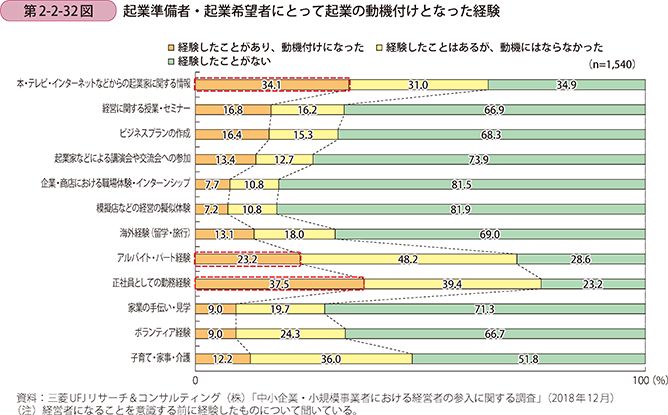 第2-2-32図 起業準備者・起業希望者にとって起業の動機付けとなった経験
経験したことがあり、動機付けになった 経験したことはあるが、動機にはならなかった
経験したことがない
(n=1,540)
本・テレビ・インターネットなどからの起業家に関する情報 34.1 31.0 34.9
経営に関する授業・セミナー 16.8 16.2 66.9
ビジネスプランの作成 16.4 15.3 68.3
起業家などによる講演会や交流会への参加 13.4 12.7 73.9
企業・商店における職場体験・インターンシップ 7.7 10.8 81.5
模擬店などの経営の疑似体験 7.2 10.8 81.9
海外経験（留学・旅行） 13.1 18.0 69.0
アルバイト・パート経験 23.2 48.2 28.6
正社員としての勤務経験 37.5 39.4 23.2
家業の手伝い・見学 9.0 19.7 71.3
ボランティア経験 9.0 24.3 66.7
子育て・家事・介護 12.2 36.0 51.8
0 100 (%)
資料：三菱UFJリサーチ＆コンサルティング（株）「中小企業・小規模事業者における経営者の参入に関する調査」（2018年12月）
（注）経営者になることを意識する前に経験したものについて聞いている。